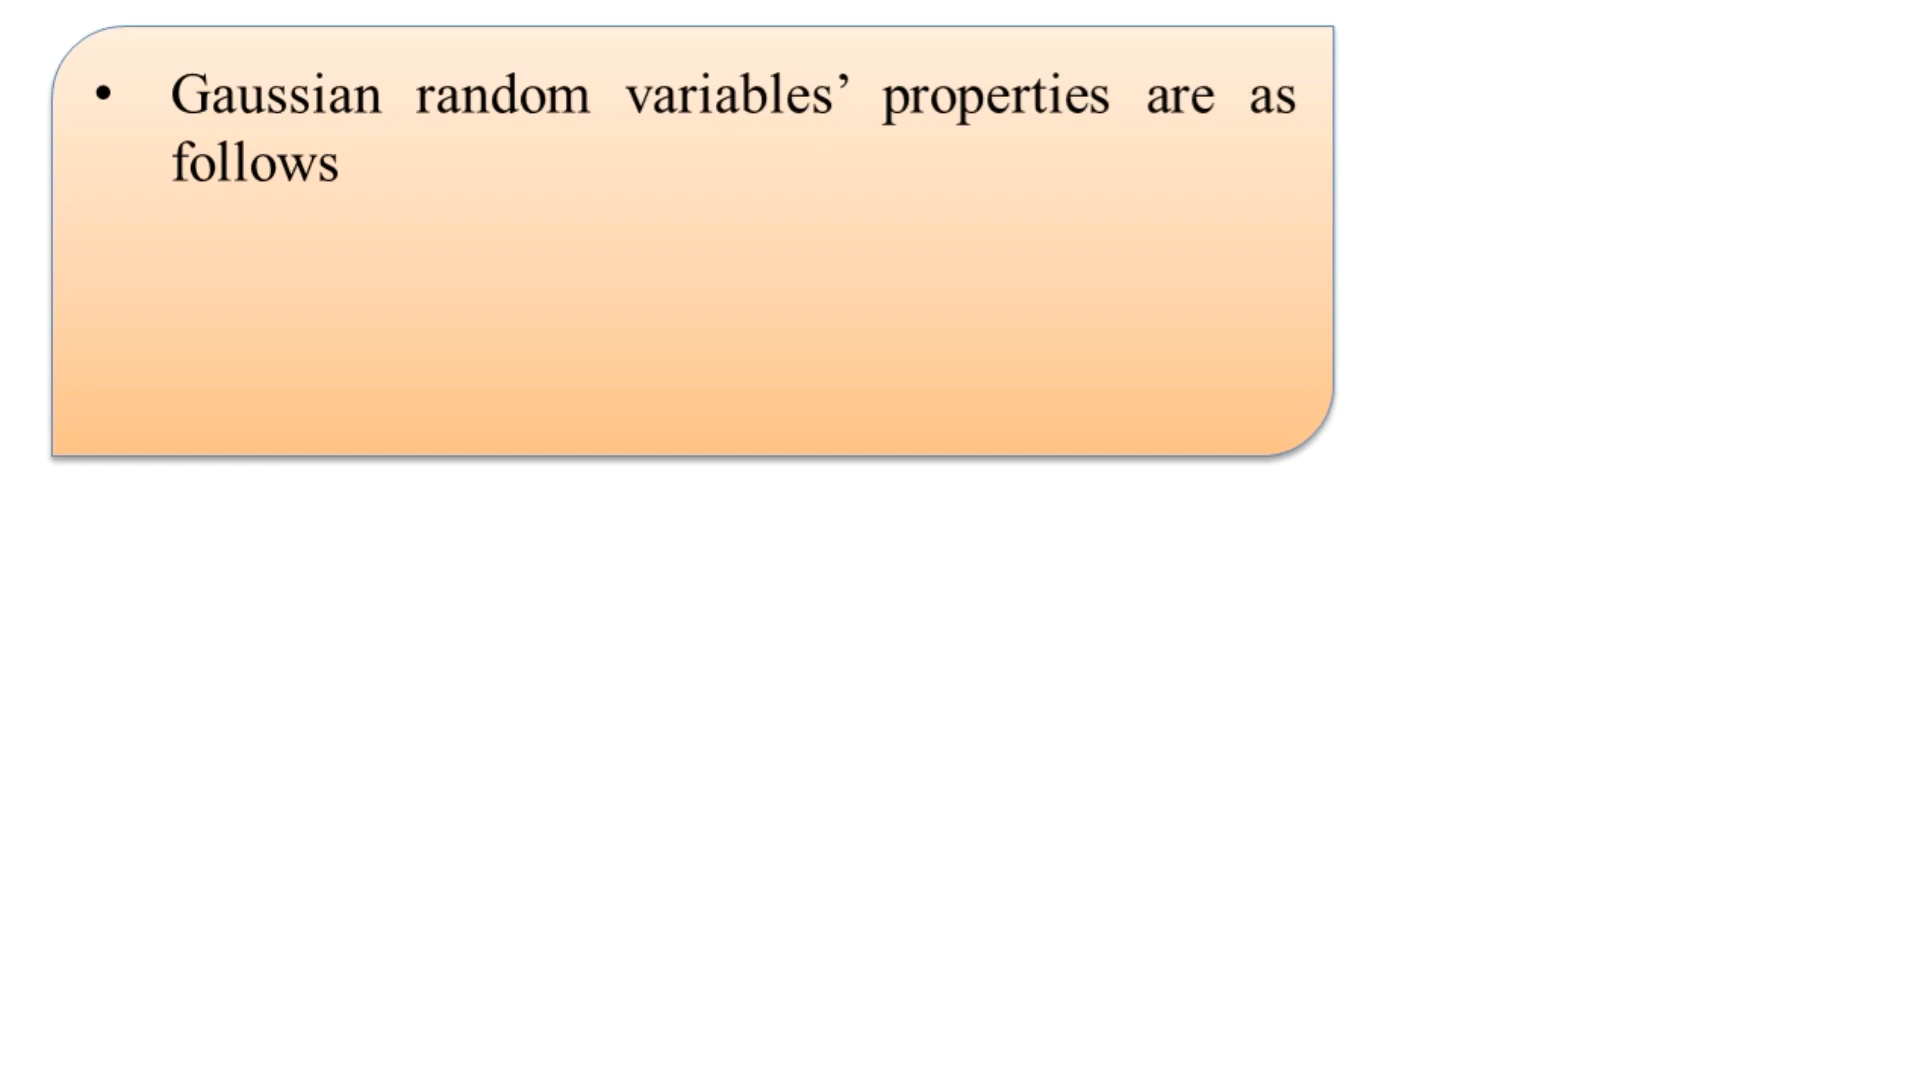 • Gaussian random variables’ properties are as
follows